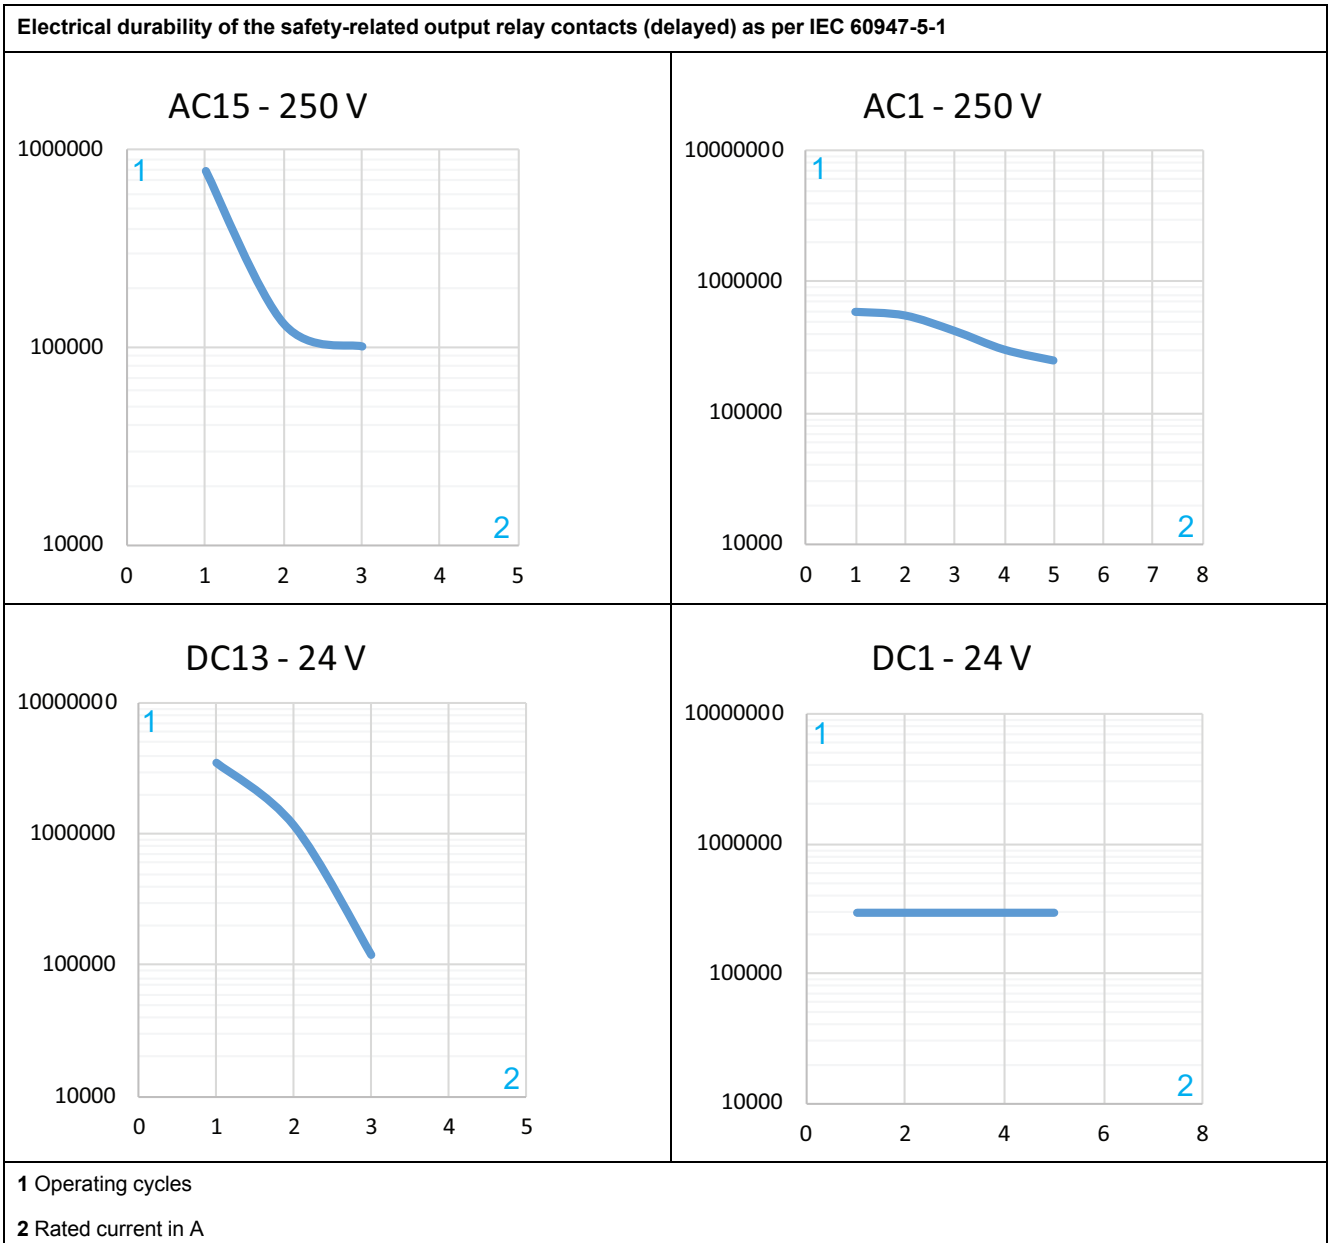 Electrical durability of the safety-related output relay contacts (delayed) as per IEC 60947-5-1
AC15 - 250 V
1000000
1
100000
10000
2
0 1 2 3 4 5
AC1 - 250 V
10000000
1
1000000
100000
10000
2
0 1 2 3 4 5 6 7 8
DC13 - 24 V
10000000
1
1000000
100000
10000
2
0 1 2 3 4 5
DC1 - 24 V
10000000
1
1000000
100000
10000
2
0 2 4 6 8
1 Operating cycles
2 Rated current in A